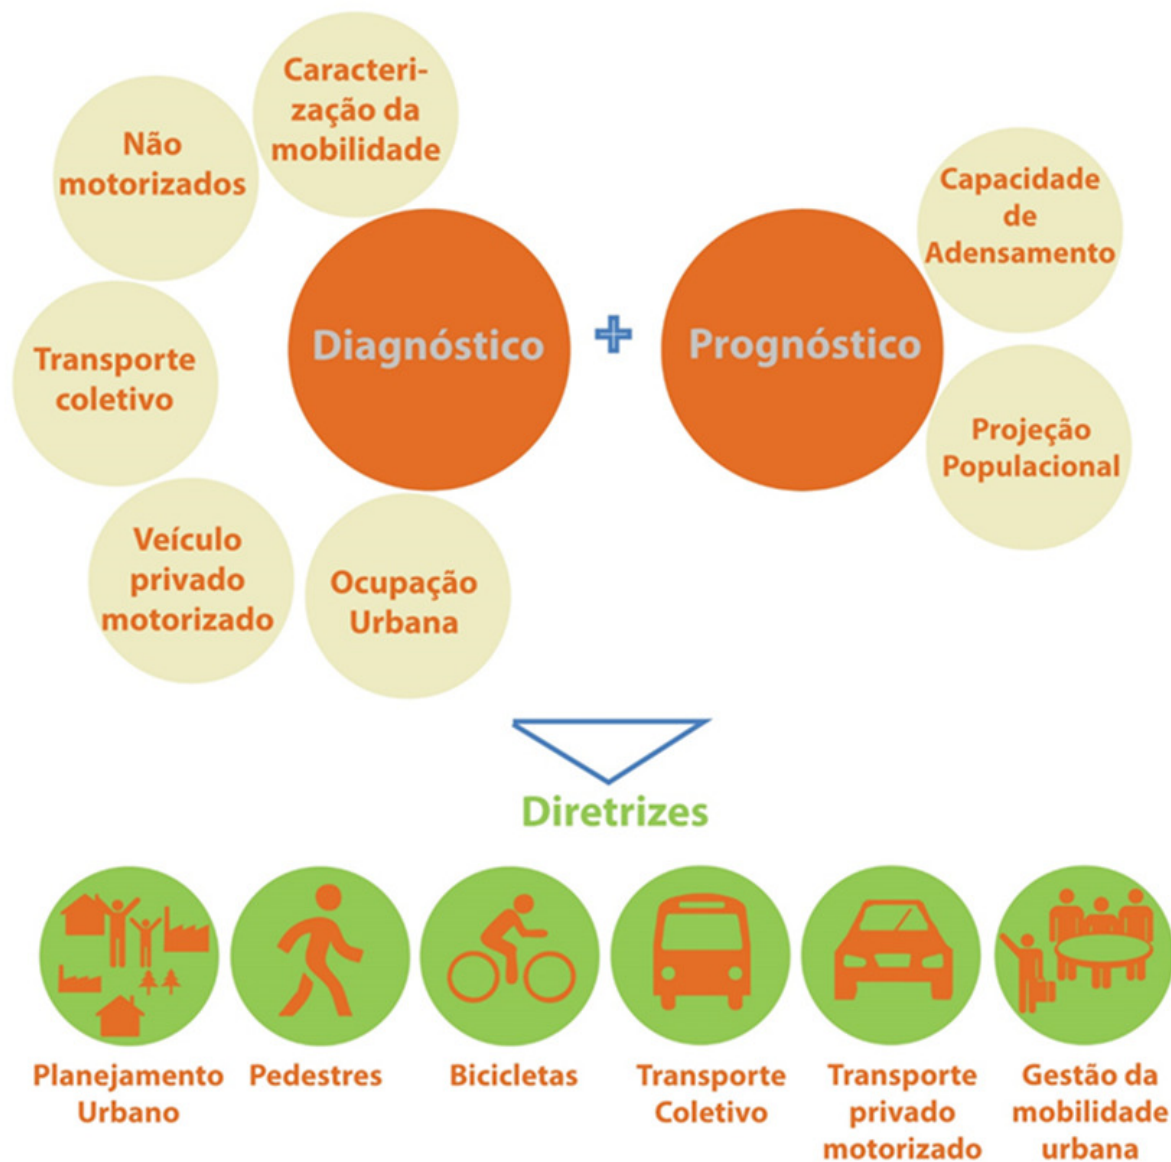 Caracteri-
zação da
mobilidade
Não
motorizados
Transporte
coletivo
Veículo
privado
motorizado
Ocupação
Urbana
Diagnóstico
Prognóstico
Capacidade
de
Adensamento
Projeção
Populacional
Diretrizes
Planejamento
Urbano
Pedestres
Bicicletas
Transporte
Coletivo
Transporte
privado
motorizado
Gestão da
mobilidade
urbana